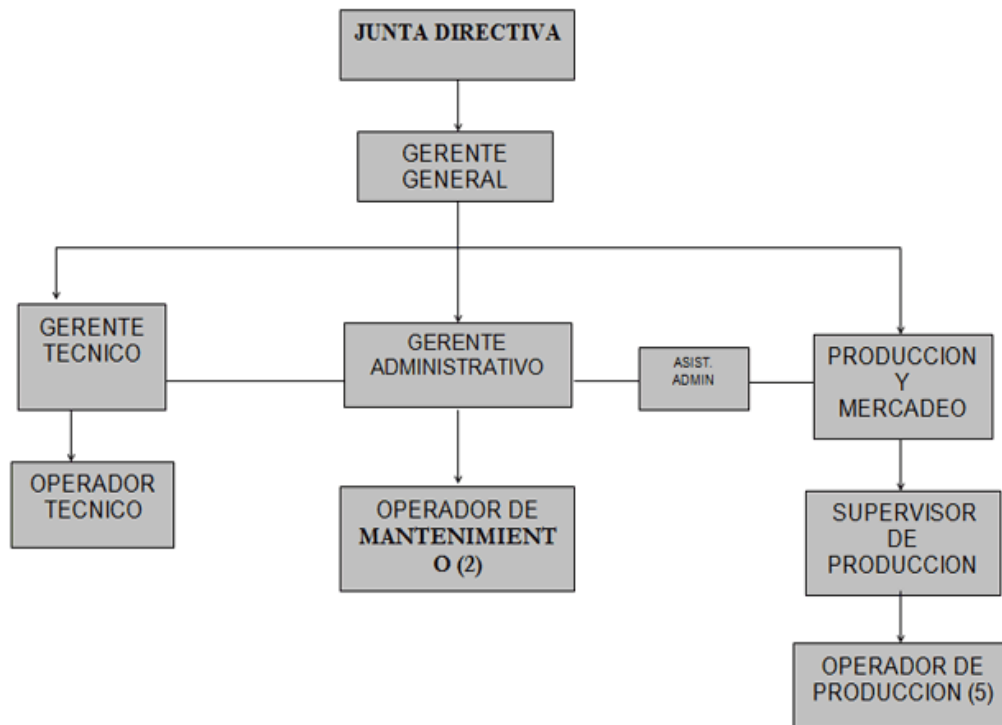 JUNTA DIRECTIVA
GERENTE
GENERAL
GERENTE
TECNICO
GERENTE
ADMINISTRATIVO
ASIST.
ADMIN
PRODUCCION
Y
MERCADEO
OPERADOR
TECNICO
OPERADOR DE
MANTENIMIENT
O (2)
SUPERVISOR
DE
PRODUCCION
OPERADOR DE
PRODUCCION (5)